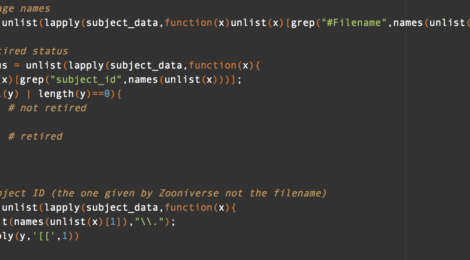 age names
unlist(lapply(subject_data,function(x)unlist(x)[grep("#Filename",names(unlist(
tired status
us = unlist(lapply(subject_data,function(x){
(x)[grep("subject_id",names(unlist(x)))];
(y) | length(y)==0){
# not retired
# retired
bject ID (the one given by Zooniverse not the filename)
unlist(lapply(subject_data,function(x){
t(names(unlist(x)[1]),"\\.");
ply(y,'[[',1))